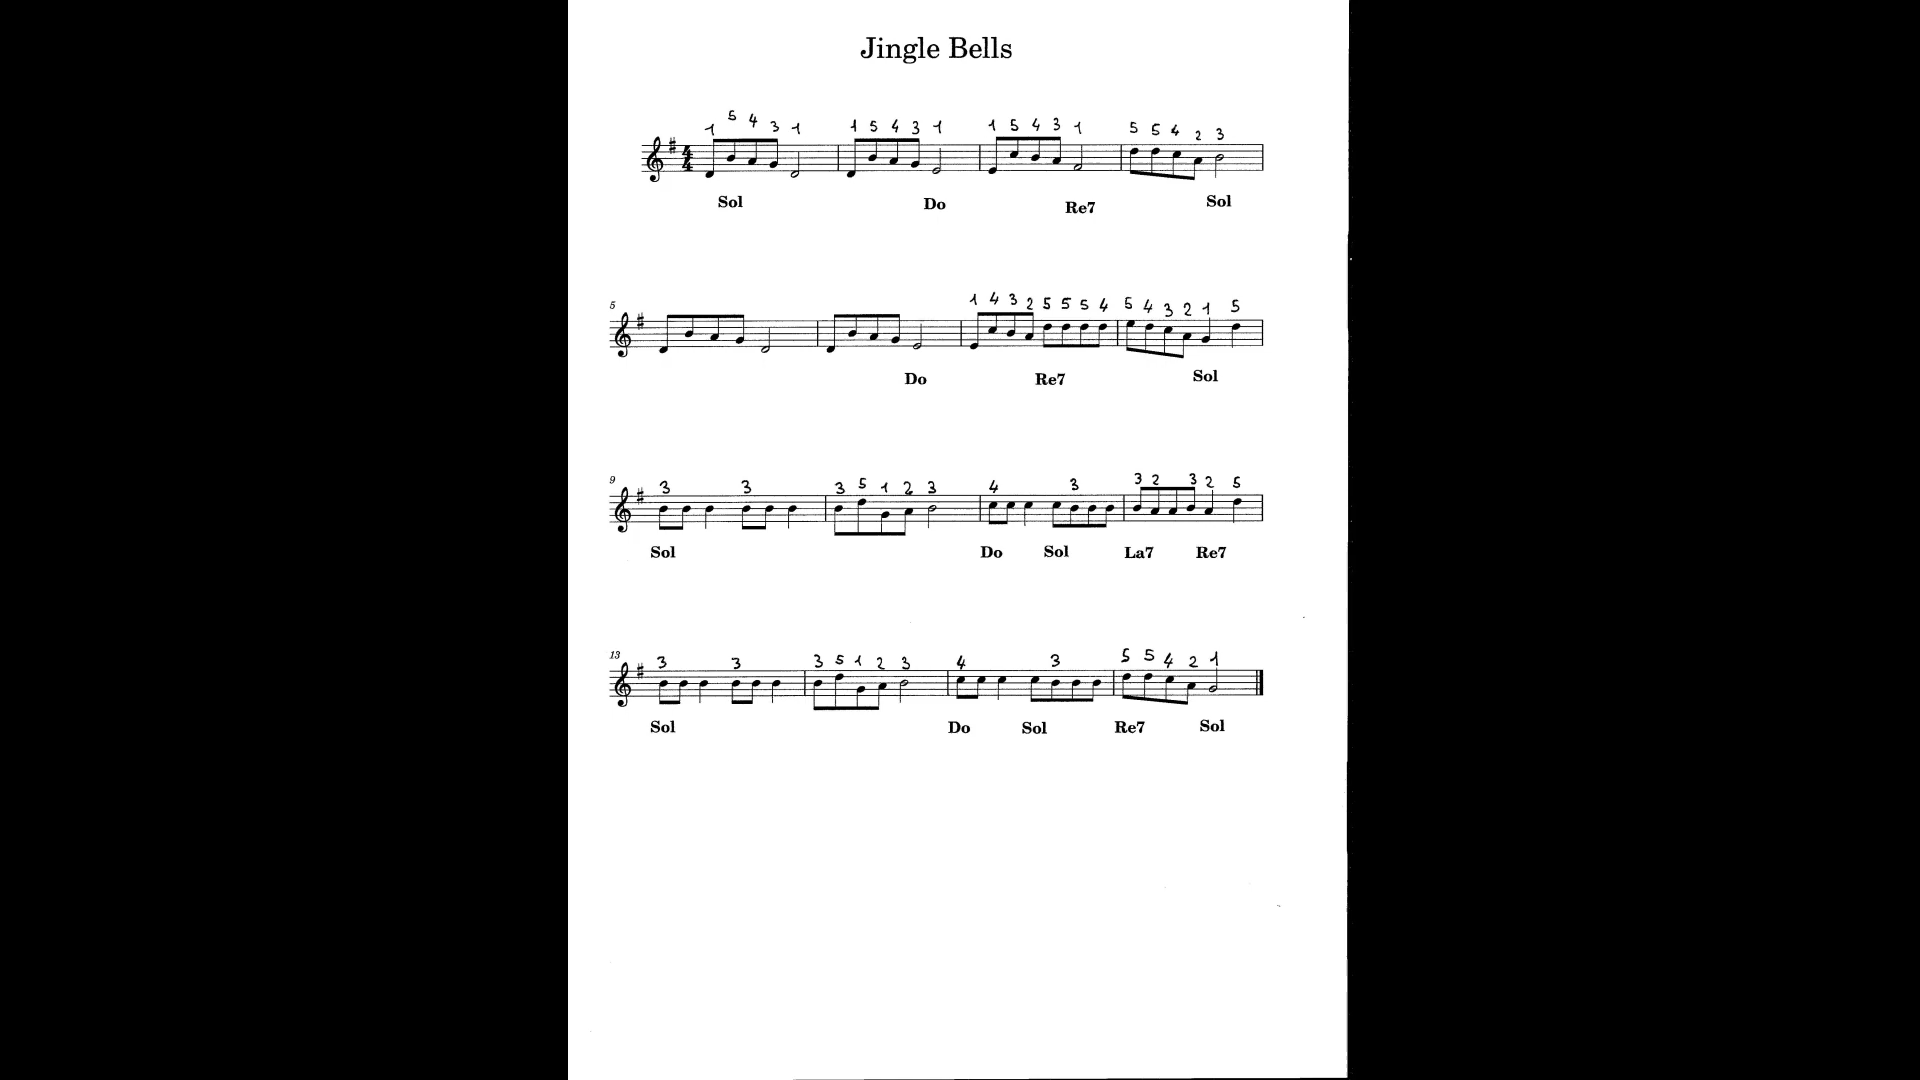 Jingle Bells
1 5 4 3 1 1 5 4 3 1 1 5 4 3 1 5 5 4 2 3
4 4
Sol Do Re7 Sol
5
1 4 3 2 5 5 5 4 5 4 3 2 1 5
Do Re7 Sol
9
3 3 3 5 1 2 3 4 3 3 2 3 2 5
Sol Do Sol La7 Re7
13
3 3 3 5 1 2 3 4 3 5 5 4 2 1
Sol Do Sol Re7 Sol